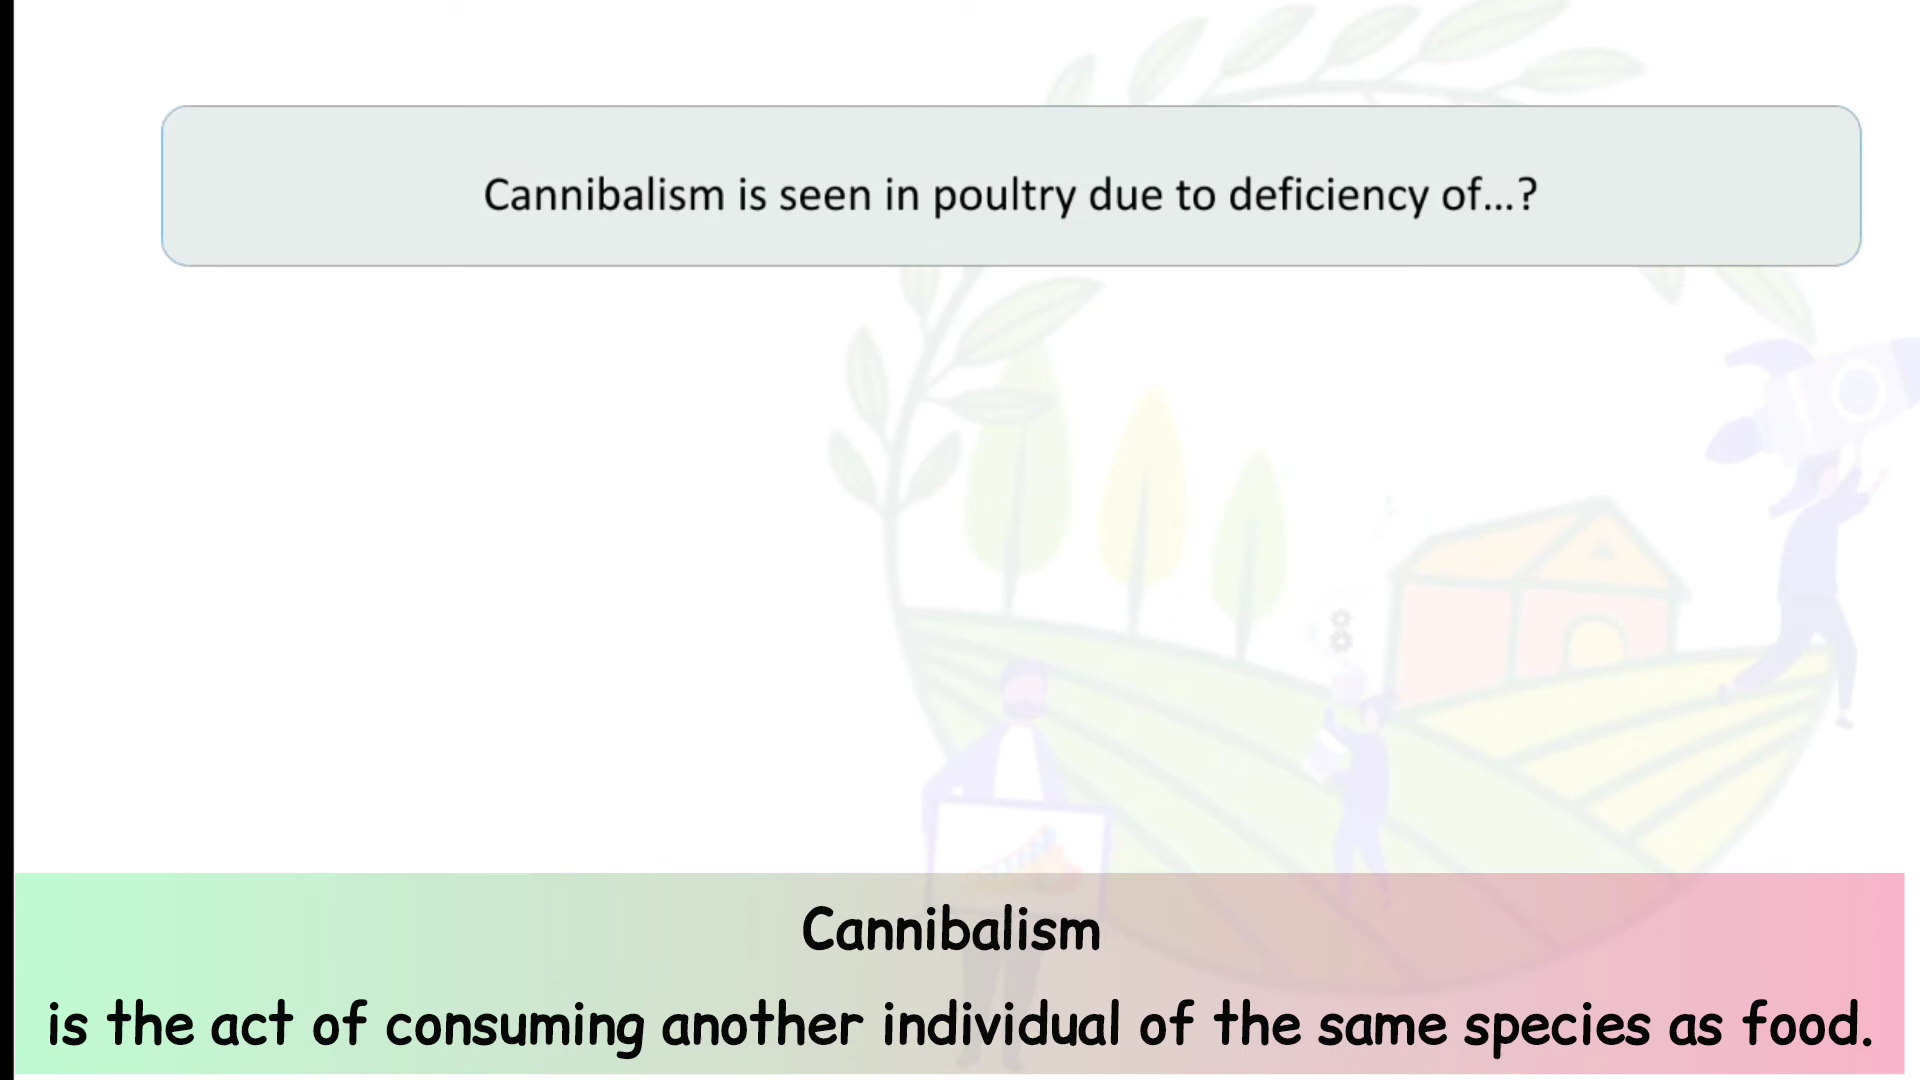 Cannibalism is seen in poultry due to deficiency of...?
Cannibalism
is the act of consuming another individual of the same species as food.